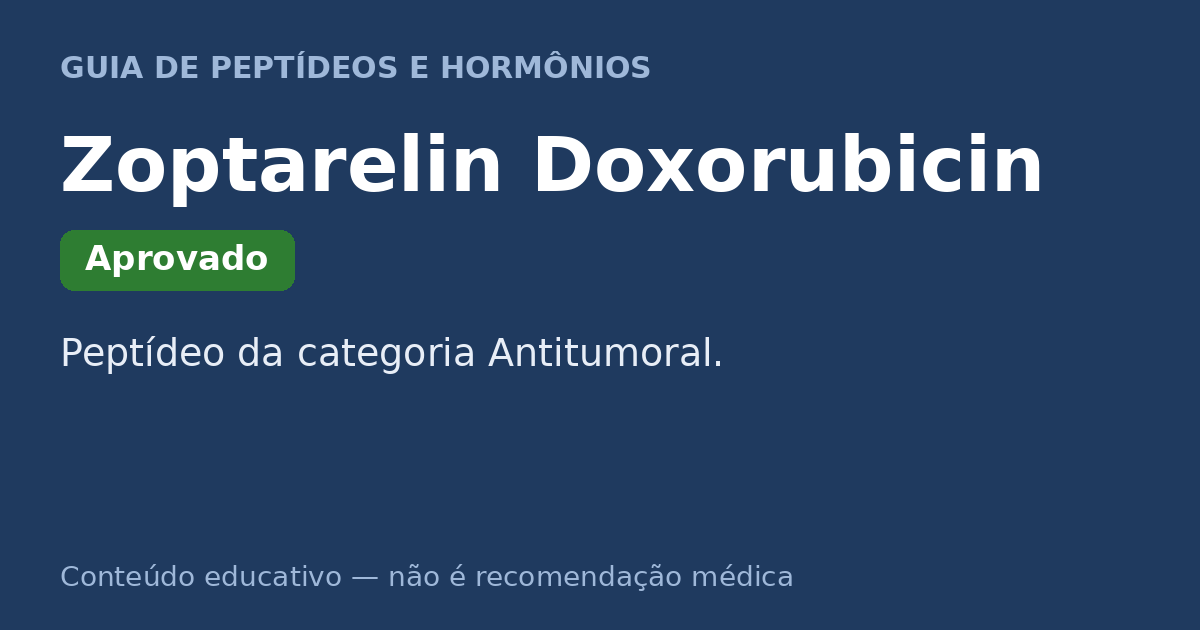 GUIA DE PEPTÍDEOS E HORMÔNIOS
Zoptarelin Doxorubicin
Aprovado
Peptídeo da categoria Antitumoral.
Conteúdo educativo — não é recomendação médica